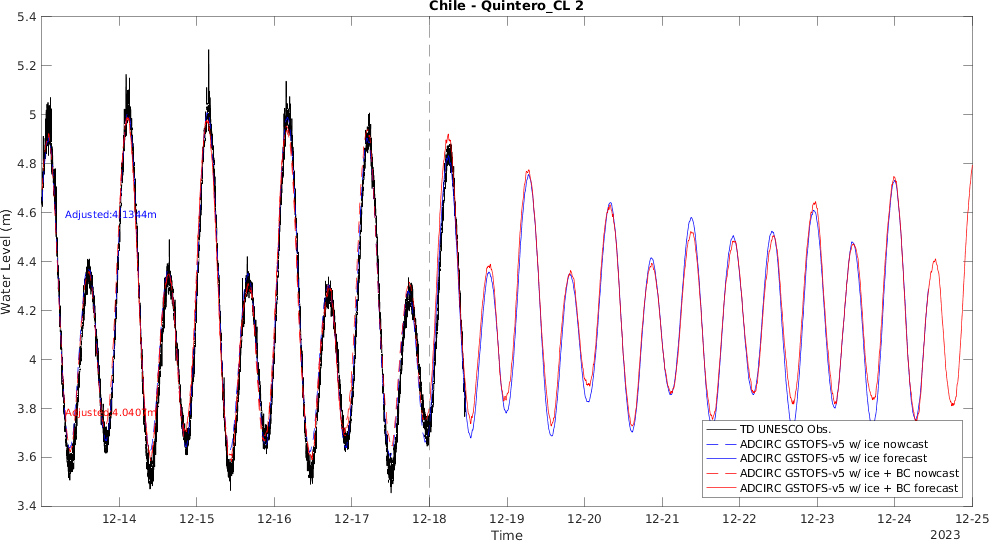 Chile - Quintero_CL 2
5.4
5.2
5
4.8
4.6
4.4
4.2
4
3.8
3.6
3.4
Water Level (m)
Adjusted:4.1344m
Adjusted:4.0407m
TD UNESCO Obs.
ADCIRC GSTOFS-v5 w/ ice nowcast
ADCIRC GSTOFS-v5 w/ ice forecast
ADCIRC GSTOFS-v5 w/ ice + BC nowcast
ADCIRC GSTOFS-v5 w/ ice + BC forecast
12-14 12-15 12-16 12-17 12-18 12-19 12-20 12-21 12-22 12-23 12-24 12-25
Time
2023